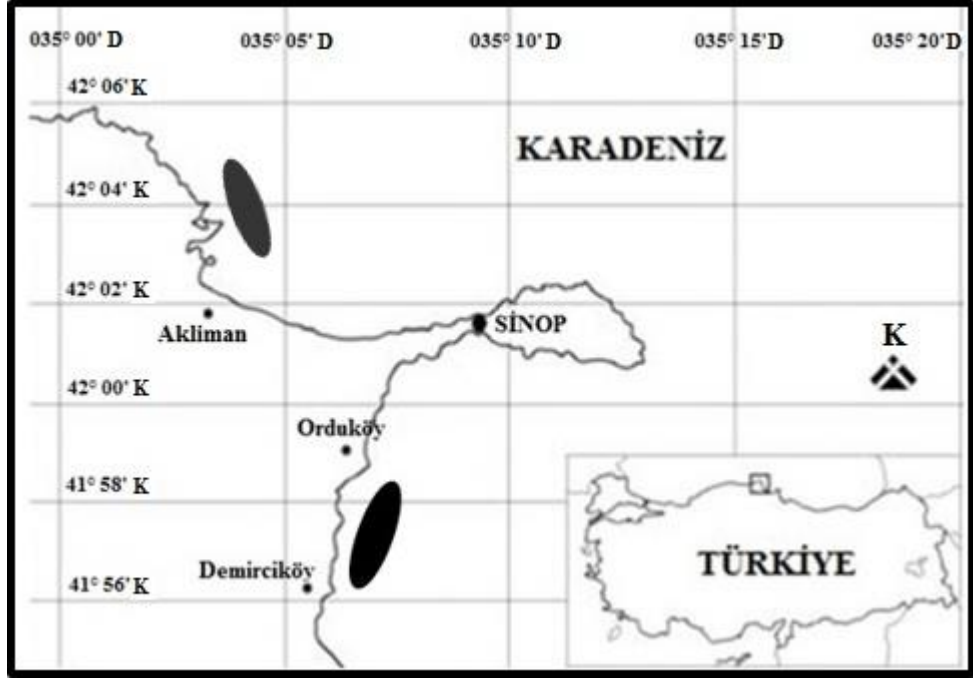 035° 00' D
035° 05' D
035° 10' D
035° 15' D
035° 20' D
42° 06' K
KARADENİZ
42° 04' K
42° 02' K
SİNOP
Akliman
K
42° 00' K
Orduköy
41° 58' K
TÜRKİYE
Demirciköy
41° 56' K